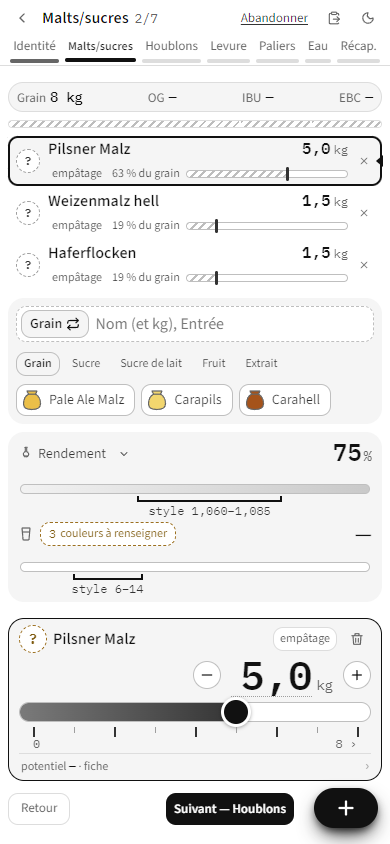 Malts/sucres 2/7 Abandonner
Identité Malts/sucres Houblons Levure Paliers Eau Récap.
Grain 8 kg OG — IBU — EBC —
? Pilsner Malz 5,0 kg ×
empâtage 63 % du grain
? Weizenmalz hell 1,5 kg ×
empâtage 19 % du grain
? Haferflocken 1,5 kg ×
empâtage 19 % du grain
Grain Nom (et kg), Entrée
Grain Sucre Sucre de lait Fruit Extrait
Pale Ale Malz Carapils Carahell
Rendement 75%
style 1,060–1,085
3 couleurs à renseigner —
style 6–14
? Pilsner Malz empâtage
− 5,0 kg +
0 8 ›
potentiel — · fiche ›
Retour Suivant — Houblons +